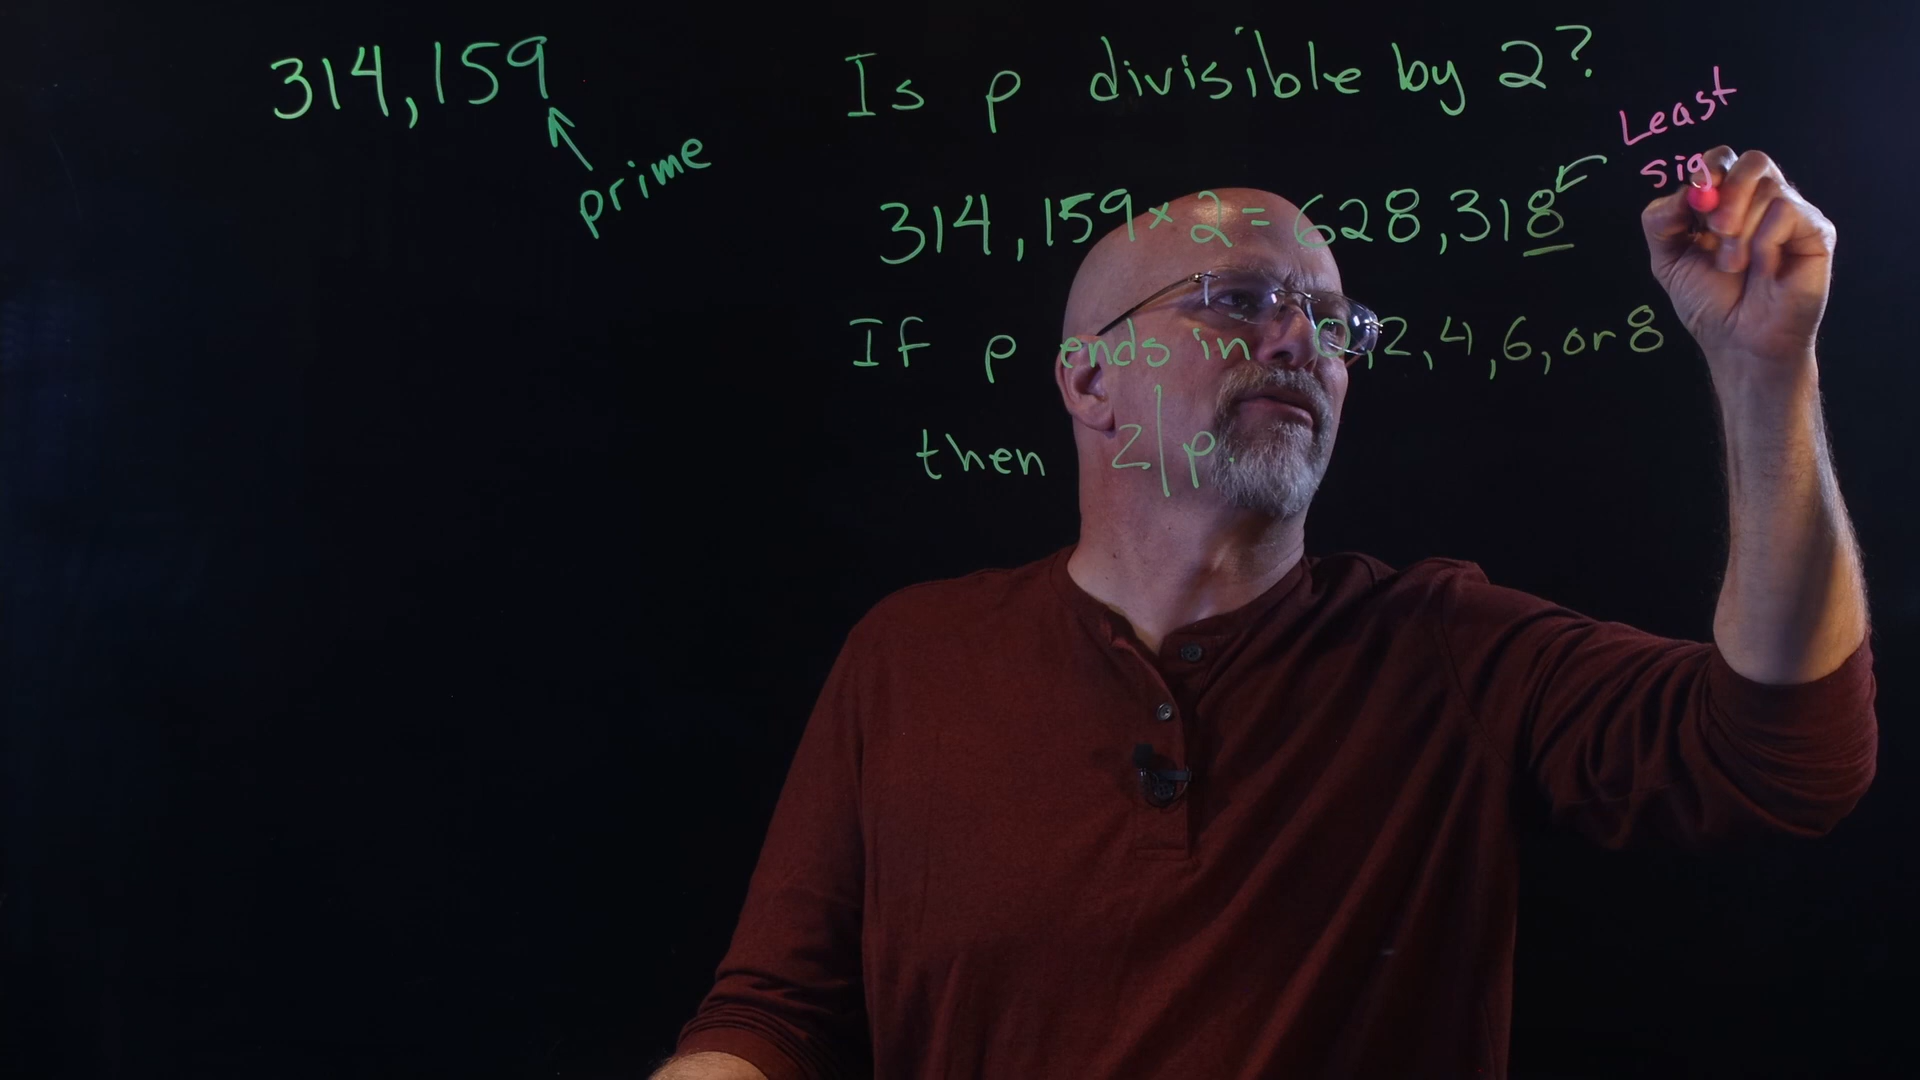 314,159
prime
Is p divisible by 2?
Least
sig
314,159 × 2 = 628,318
If p ends in 0,2,4,6, or 8
then 2|p.